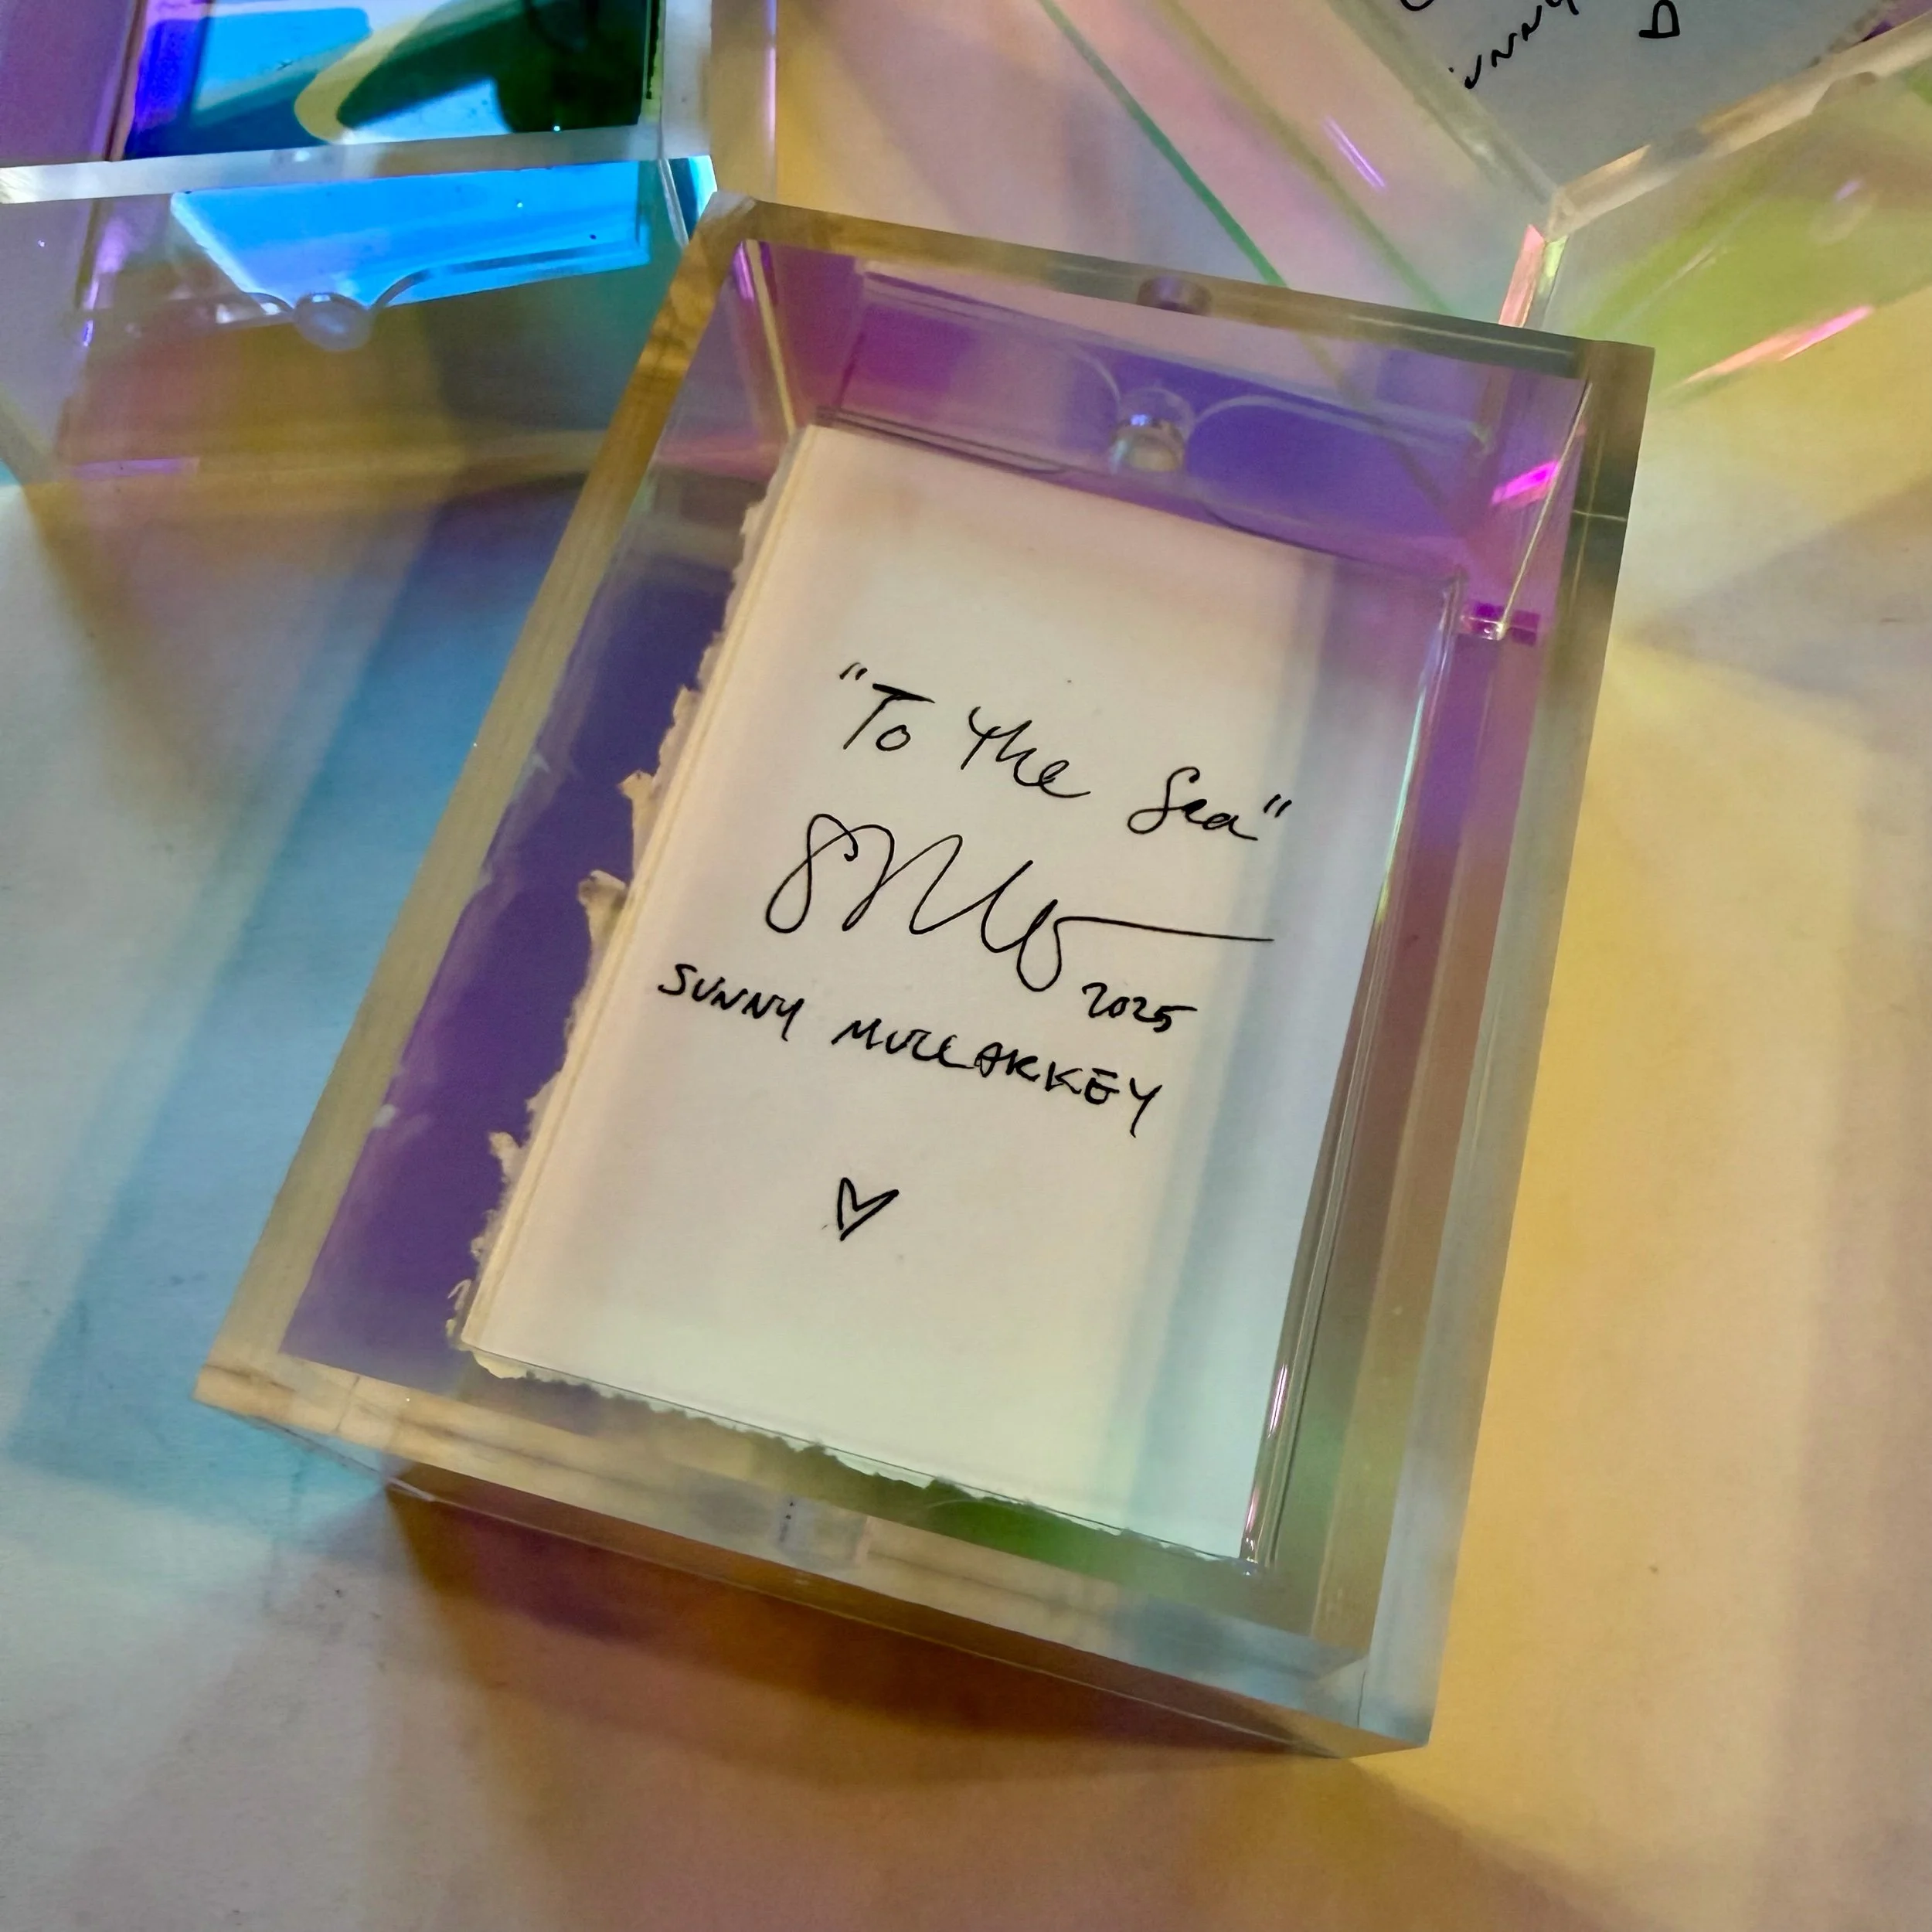 "To the Sea"
2025
SUNNY MULLARKEY